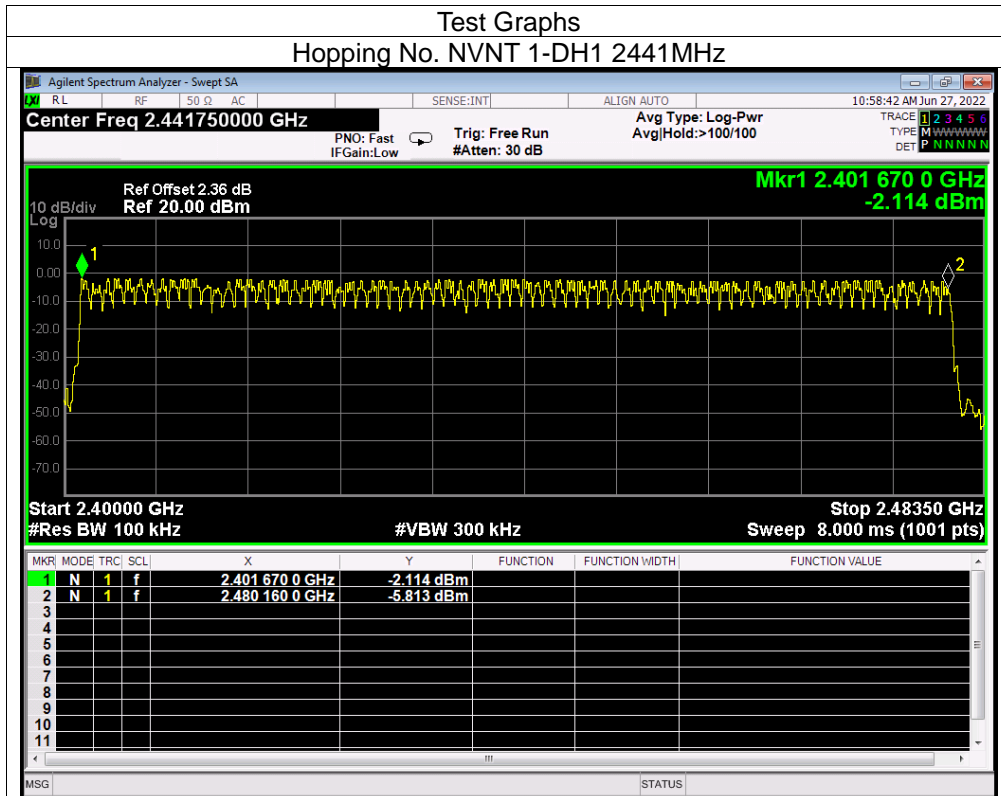 Test Graphs
Hopping No. NVNT 1-DH1 2441MHz
Agilent Spectrum Analyzer - Swept SA
LXI RL RF 50 Ω AC SENSE:INT ALIGN AUTO 10:58:42 AM Jun 27, 2022
Center Freq 2.441750000 GHz Avg Type: Log-Pwr TRACE 1 2 3 4 5 6
PNO: Fast Trig: Free Run Avg|Hold:>100/100 TYPE M WWWWW
IFGain:Low #Atten: 30 dB DET P N N N N N
Mkr1 2.401 670 0 GHz
Ref Offset 2.36 dB
10 dB/div Ref 20.00 dBm -2.114 dBm
Log
10.0
1
0.00
2
-10.0
-20.0
-30.0
-40.0
-50.0
-60.0
-70.0
Start 2.40000 GHz Stop 2.48350 GHz
#Res BW 100 kHz #VBW 300 kHz Sweep 8.000 ms (1001 pts)
MKR MODE TRC SCL X Y FUNCTION FUNCTION WIDTH FUNCTION VALUE
1 N 1 f 2.401 670 0 GHz -2.114 dBm
2 N 1 f 2.480 160 0 GHz -5.813 dBm
3
4
5
6
7
8
9
10
11
MSG STATUS